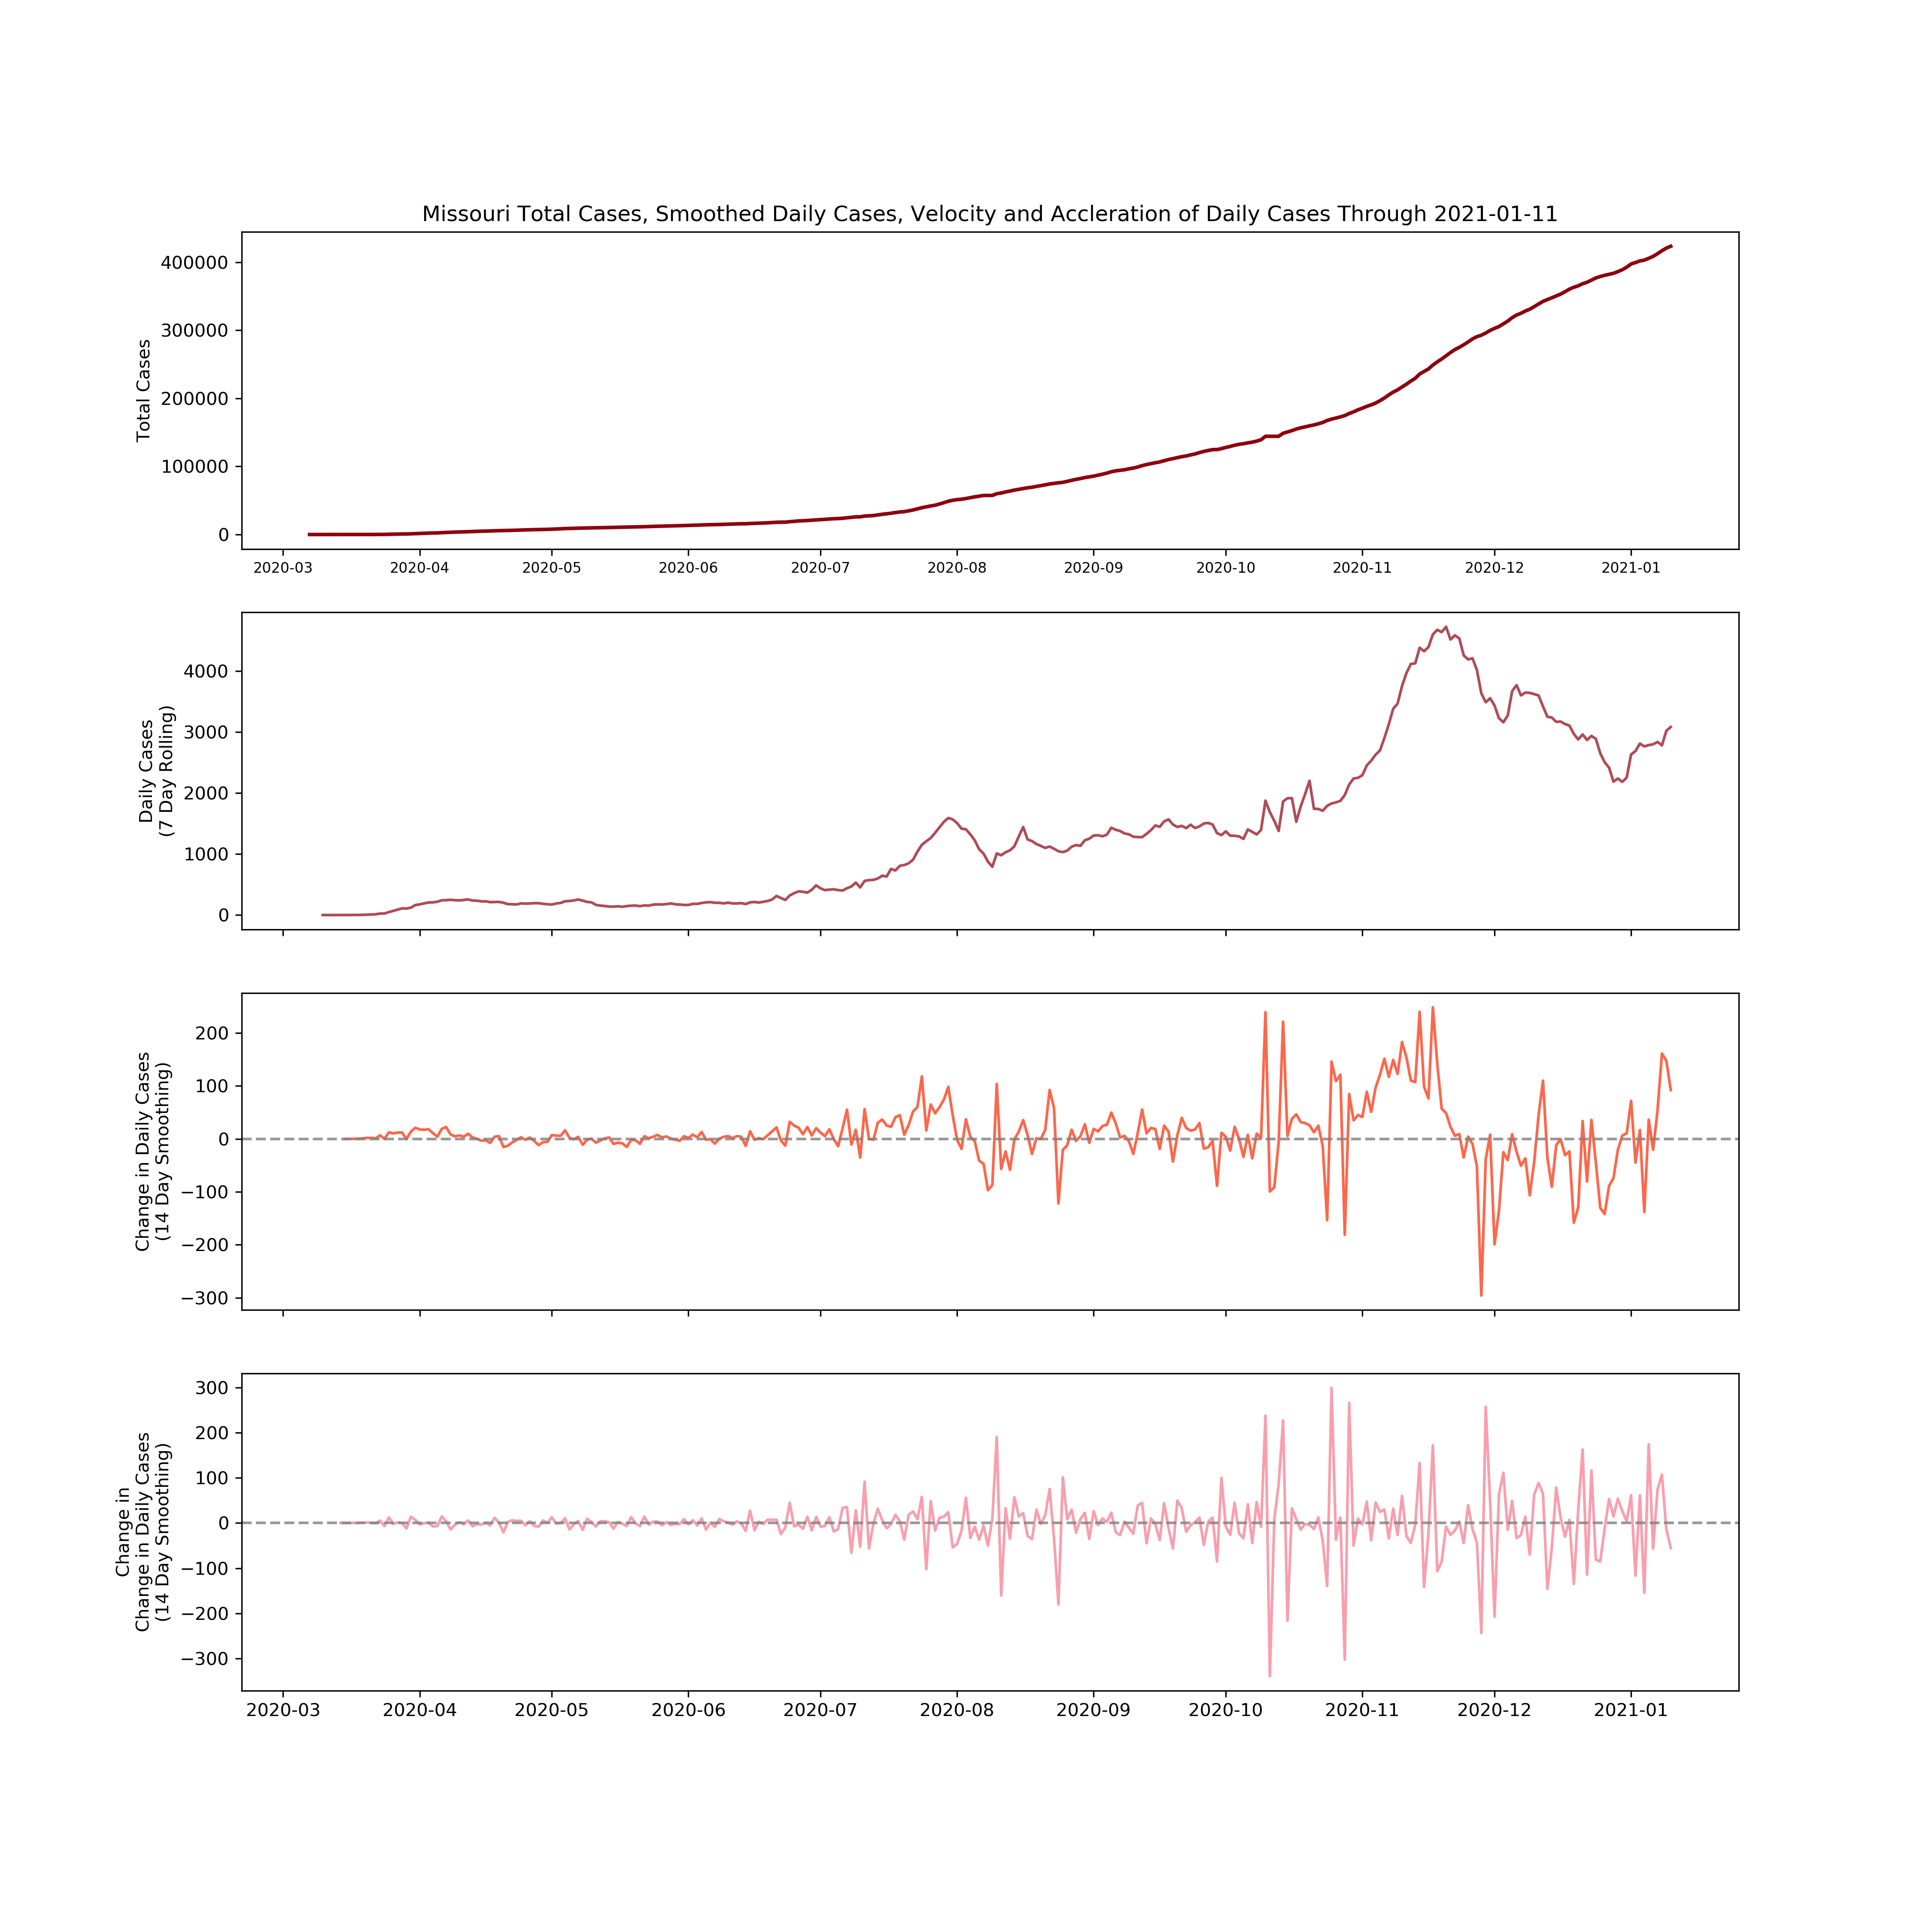 Missouri Total Cases, Smoothed Daily Cases, Velocity and Accleration of Daily Cases Through 2021-01-11
Total Cases
400000
300000
200000
100000
0
2020-03 2020-04 2020-05 2020-06 2020-07 2020-08 2020-09 2020-10 2020-11 2020-12 2021-01
Daily Cases
(7 Day Rolling)
4000
3000
2000
1000
0
Change in Daily Cases
(14 Day Smoothing)
200
100
0
−100
−200
−300
Change in
Change in Daily Cases
(14 Day Smoothing)
300
200
100
0
−100
−200
−300
2020-03 2020-04 2020-05 2020-06 2020-07 2020-08 2020-09 2020-10 2020-11 2020-12 2021-01